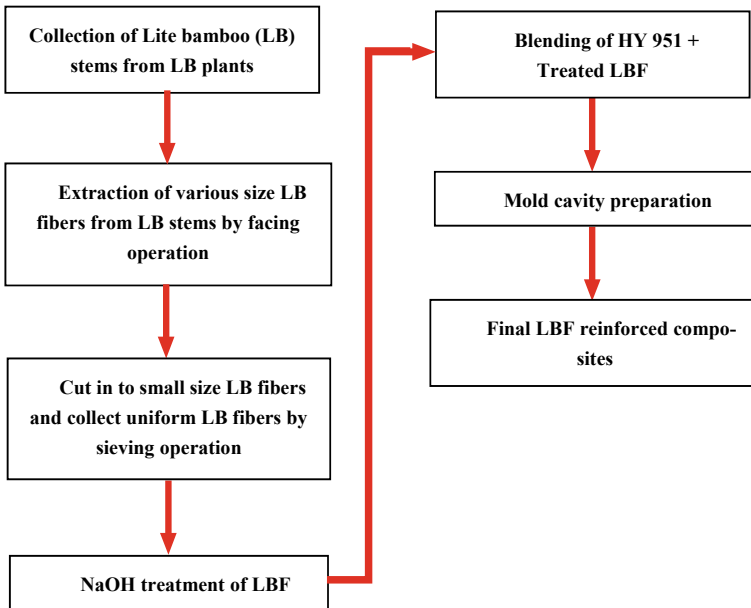 Collection of Lite bamboo (LB)
stems from LB plants
Extraction of various size LB
fibers from LB stems by facing
operation
Cut in to small size LB fibers
and collect uniform LB fibers by
sieving operation
NaOH treatment of LBF
Blending of HY 951 +
Treated LBF
Mold cavity preparation
Final LBF reinforced compo-
sites